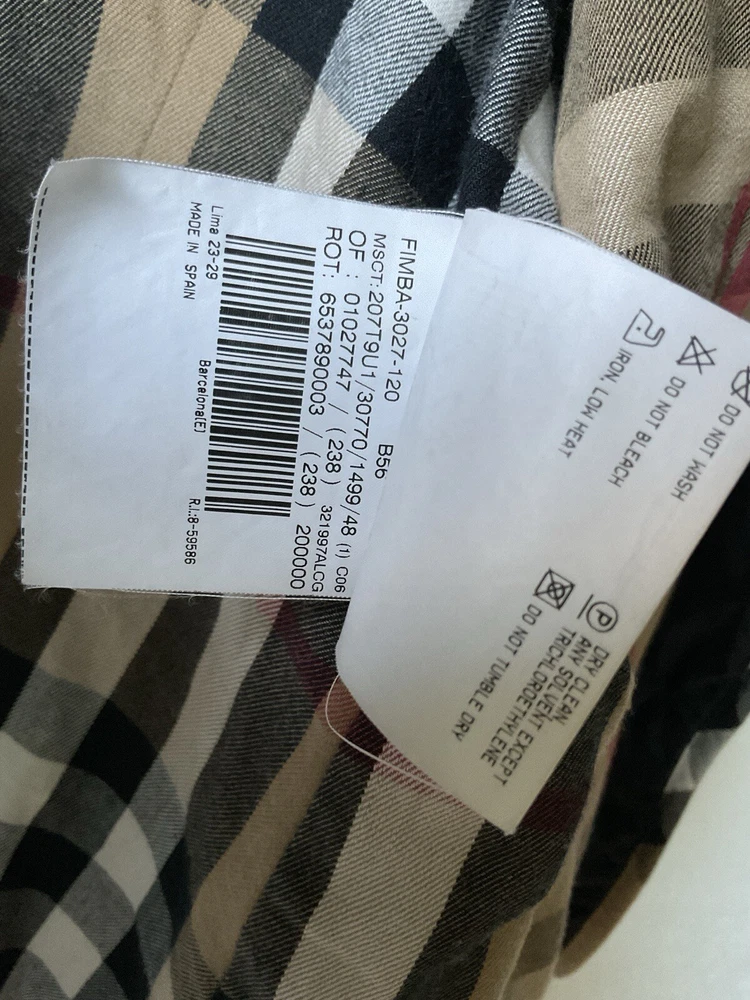 FIMBA-3027-120 B56
MSCT:207T9U1/30770/1499/48 (1) C06
OF : 01027747 / (238) 321997ALCG
ROT: 6537890003 / (238) 200000
Lima 23-29 Barcelona(E) R.I.:8-59586
MADE IN SPAIN
DO NOT WASH
DO NOT BLEACH
IRON, LOW HEAT
P
DRY CLEAN,
ANY SOLVENT EXCEPT
TRICHLOROETHYLENE
DO NOT TUMBLE DRY